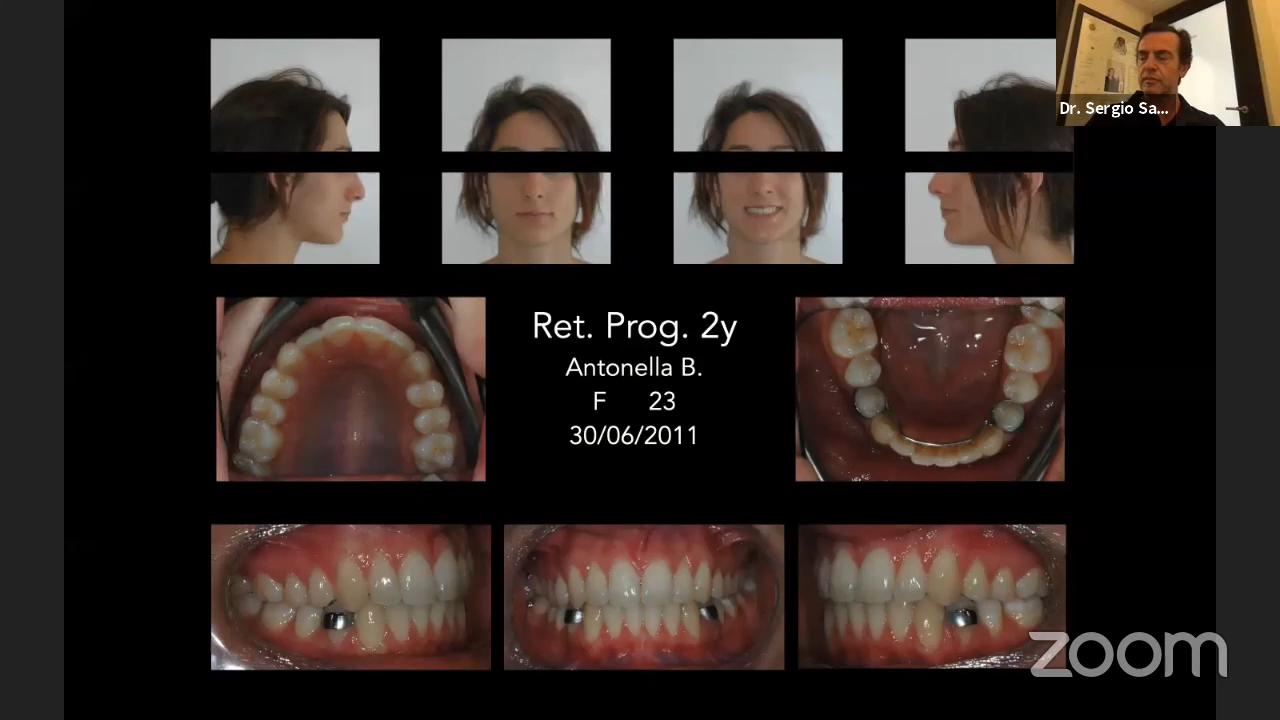 Dr. Sergio Sa...
Ret. Prog. 2y
Antonella B.
F 23
30/06/2011
zoom